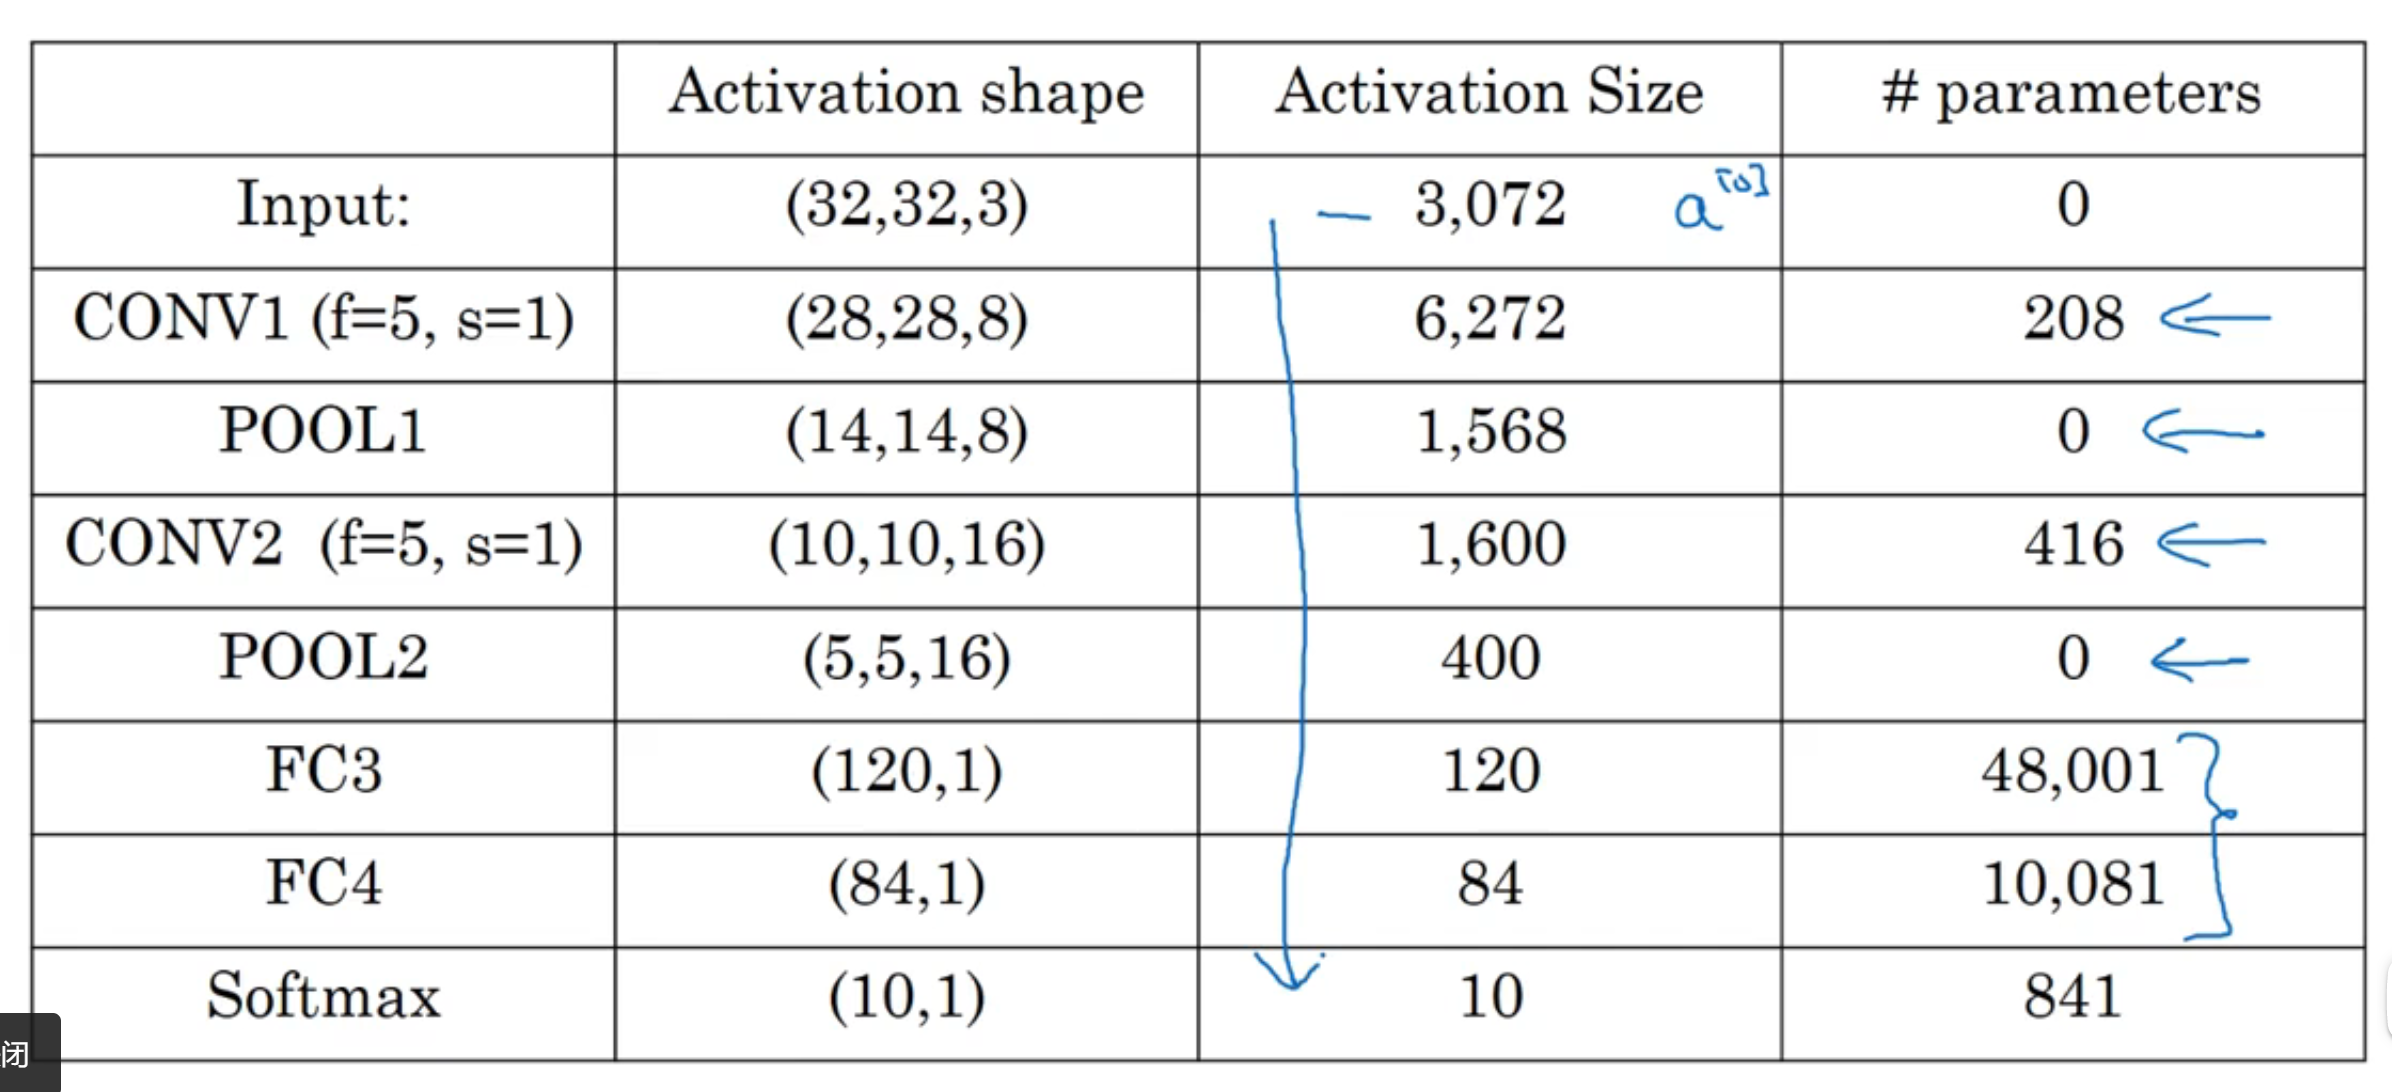 Activation shape Activation Size # parameters
Input: (32,32,3) — 3,072 a[0] 0
CONV1 (f=5, s=1) (28,28,8) 6,272 208 ←
POOL1 (14,14,8) 1,568 0 ←
CONV2 (f=5, s=1) (10,10,16) 1,600 416 ←
POOL2 (5,5,16) 400 0 ←
FC3 (120,1) 120 48,001
FC4 (84,1) 84 10,081
Softmax (10,1) 10 841
闭